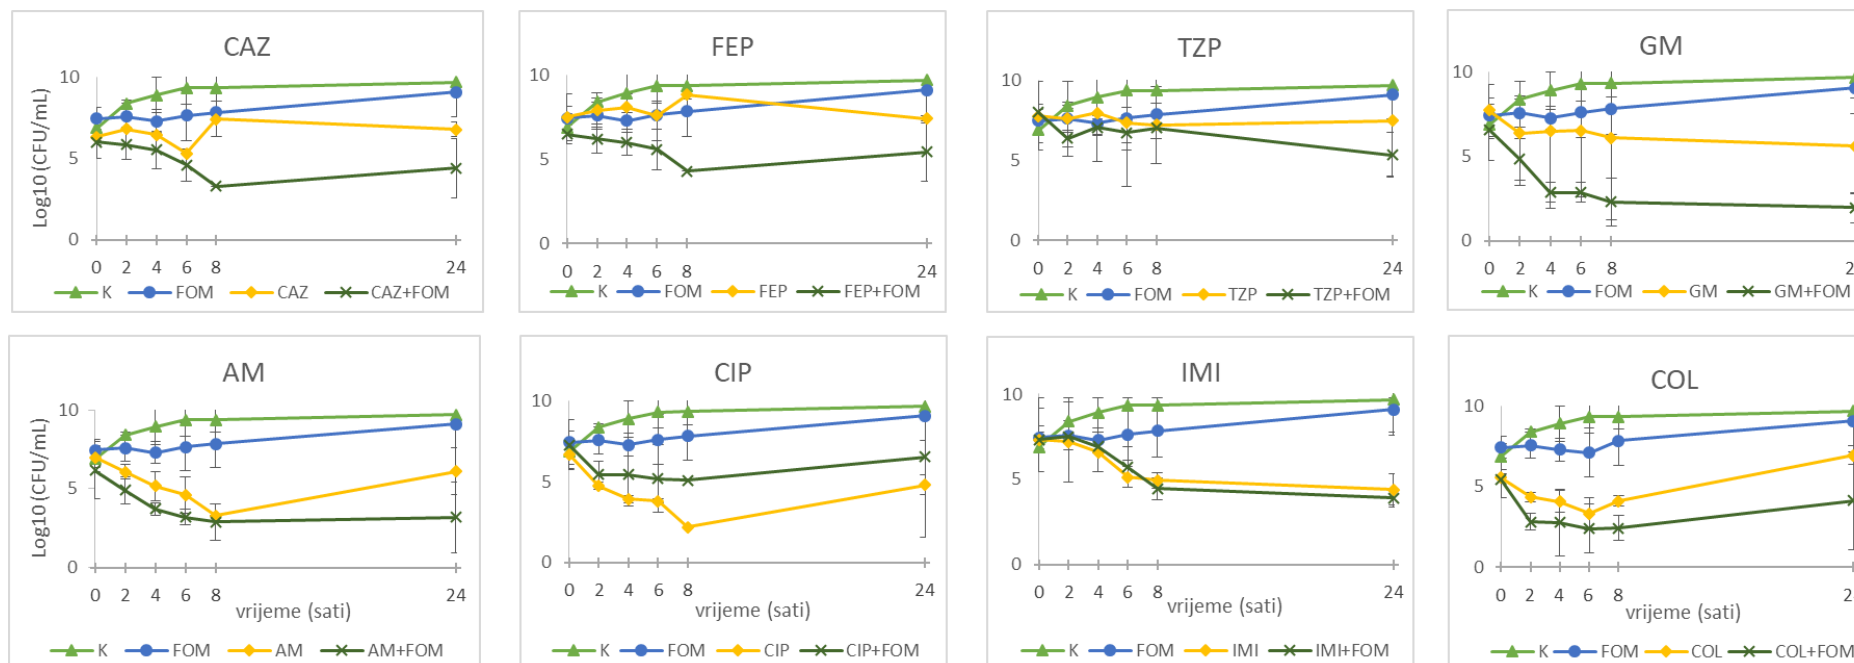 CAZ
Log10 (CFU/mL)
10
5
0
0 2 4 6 8 24
K FOM CAZ CAZ+FOM
FEP
10
5
0
0 2 4 6 8 24
K FOM FEP FEP+FOM
TZP
10
5
0
0 2 4 6 8 24
K FOM TZP TZP+FOM
GM
10
5
0
0 2 4 6 8 2
K FOM GM GM+FOM
AM
Log10 (CFU/mL)
10
5
0
0 2 4 6 8 24
vrijeme (sati)
K FOM AM AM+FOM
CIP
10
5
0
0 2 4 6 8 24
vrijeme (sati)
K FOM CIP CIP+FOM
IMI
10
5
0
0 2 4 6 8 24
vrijeme (sati)
K FOM IMI IMI+FOM
COL
10
5
0
0 2 4 6 8 2
vrijeme (sati)
K FOM COL COL+FOM